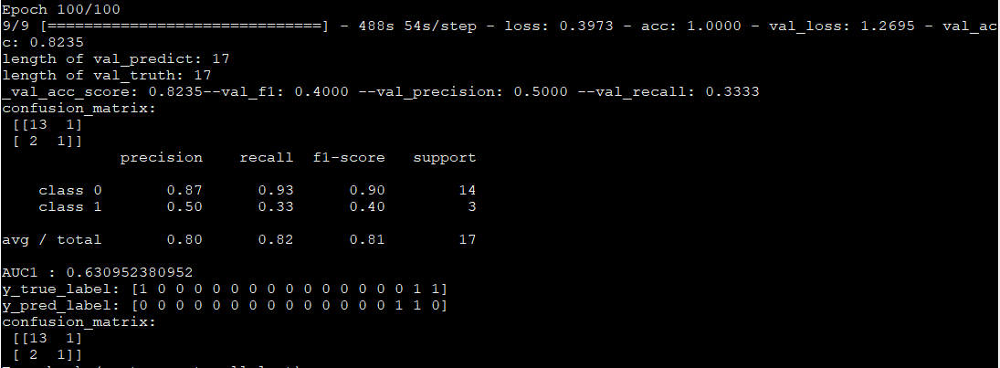 Epoch 100/100
9/9 [==============================] - 488s 54s/step - loss: 0.3973 - acc: 1.0000 - val_loss: 1.2695 - val_ac
c: 0.8235
length of val_predict: 17
length of val_truth: 17
_val_acc_score: 0.8235--val_f1: 0.4000 --val_precision: 0.5000 --val_recall: 0.3333
confusion_matrix:
[[13 1]
[ 2 1]]
precision recall f1-score support
class 0 0.87 0.93 0.90 14
class 1 0.50 0.33 0.40 3
avg / total 0.80 0.82 0.81 17
AUC1 : 0.630952380952
y_true_label: [1 0 0 0 0 0 0 0 0 0 0 0 0 0 0 1 1]
y_pred_label: [0 0 0 0 0 0 0 0 0 0 0 0 0 0 1 1 0]
confusion_matrix:
[[13 1]
[ 2 1]]